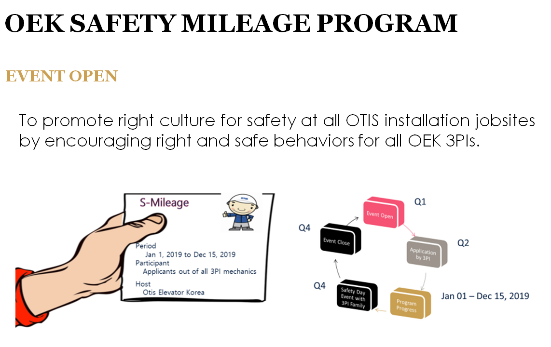 OEK SAFETY MILEAGE PROGRAM
EVENT OPEN
To promote right culture for safety at all OTIS installation jobsites
by encouraging right and safe behaviors for all OEK 3PIs.
S-Mileage
Period
Jan 1, 2019 to Dec 15, 2019
Participant
Applicants out of all 3PI mechanics
Host
Otis Elevator Korea
Q1
Event Open
Q2
Application
by 3PI
Jan 01 – Dec 15, 2019
Program
Progress
Q4
Safety Day
Event with
3PI Family
Q4
Event Close